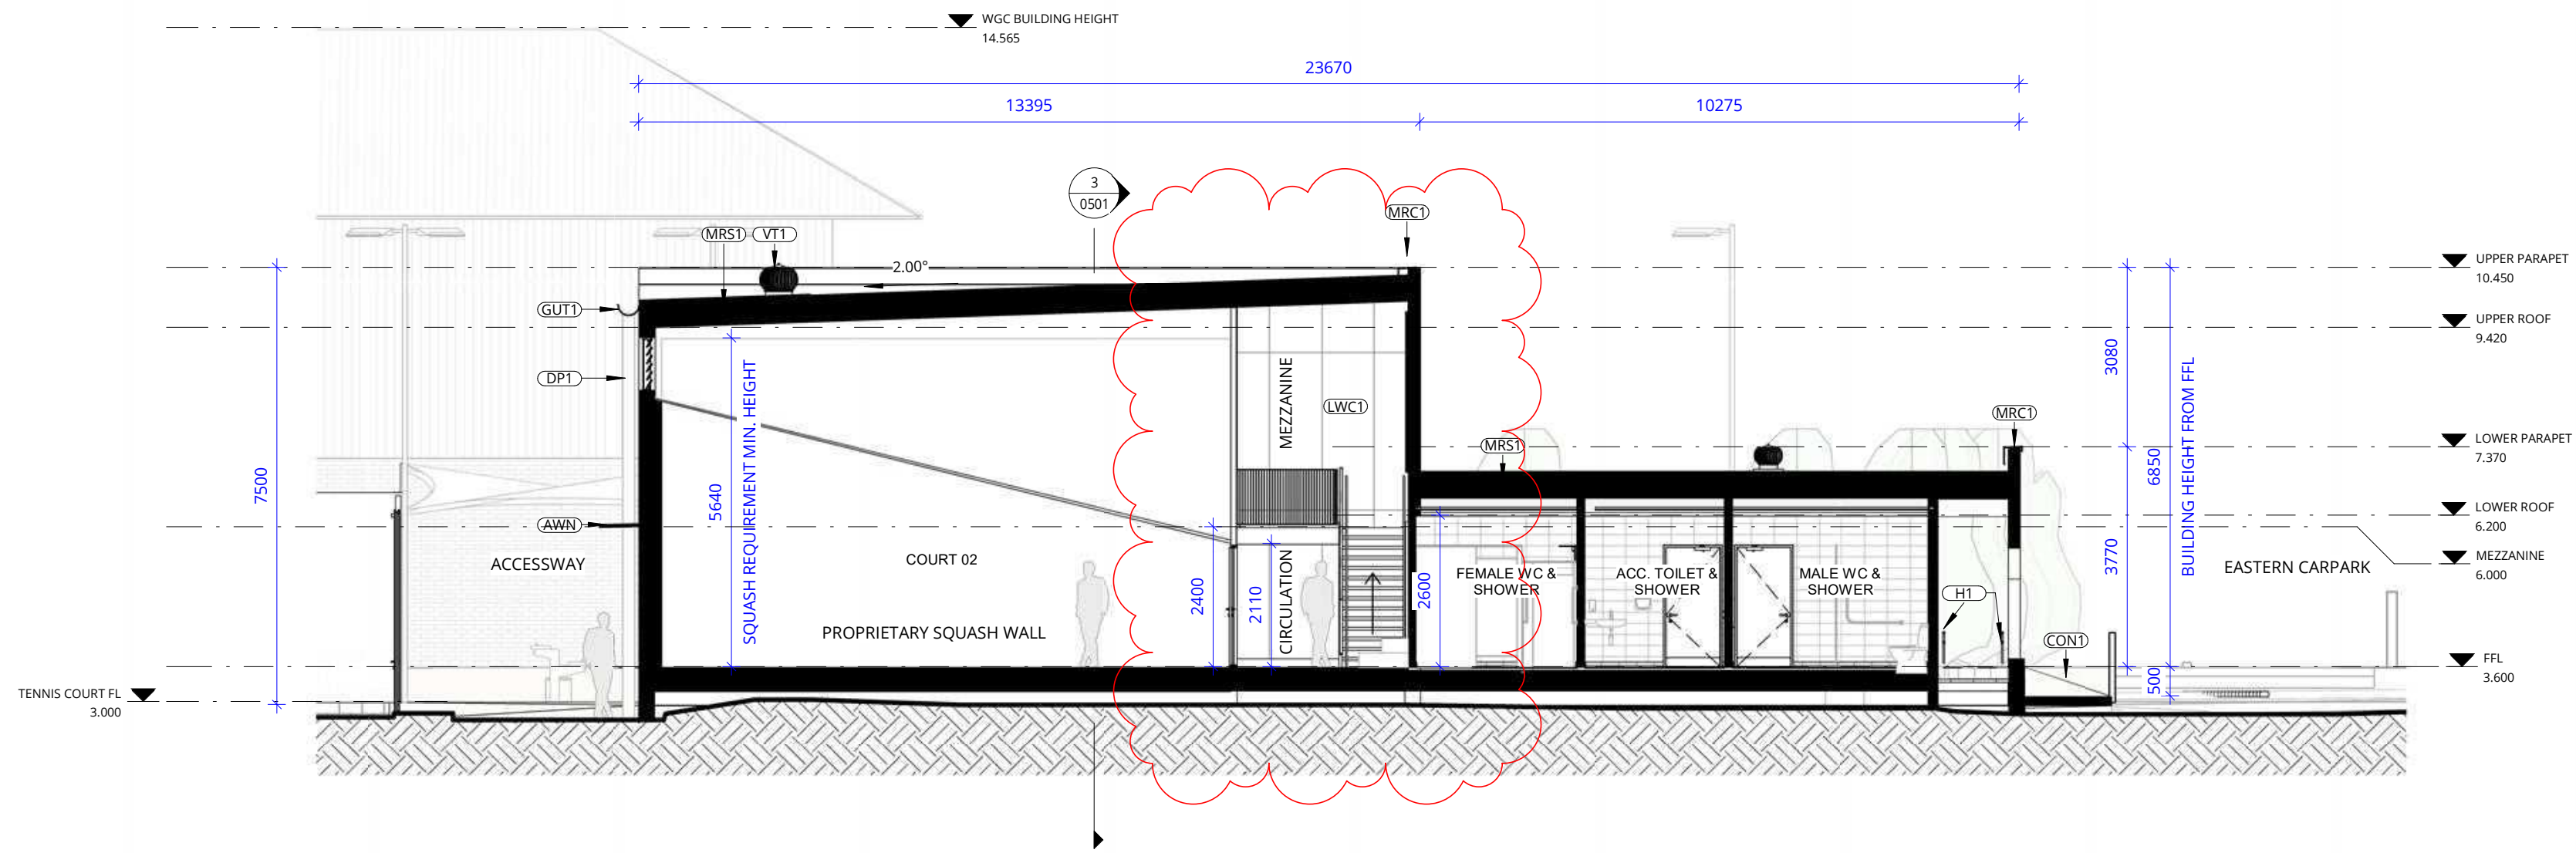 WGC BUILDING HEIGHT
14.565
23670
13395
10275
3
0501
MRC1
MRS1
VT1
2.00°
UPPER PARAPET
10.450
GUT1
UPPER ROOF
9.420
3080
DP1
SQUASH REQUIREMENT MIN. HEIGHT
MEZZANINE
LWC1
BUILDING HEIGHT FROM FFL
MRC1
MRS1
LOWER PARAPET
7.370
7500
5640
6850
AWN
LOWER ROOF
6.200
ACCESSWAY
COURT 02
CIRCULATION
3770
MEZZANINE
6.000
FEMALE WC &
SHOWER
ACC. TOILET &
SHOWER
MALE WC &
SHOWER
EASTERN CARPARK
2400
2110
2600
H1
PROPRIETARY SQUASH WALL
CON1
FFL
3.600
500
TENNIS COURT FL
3.000